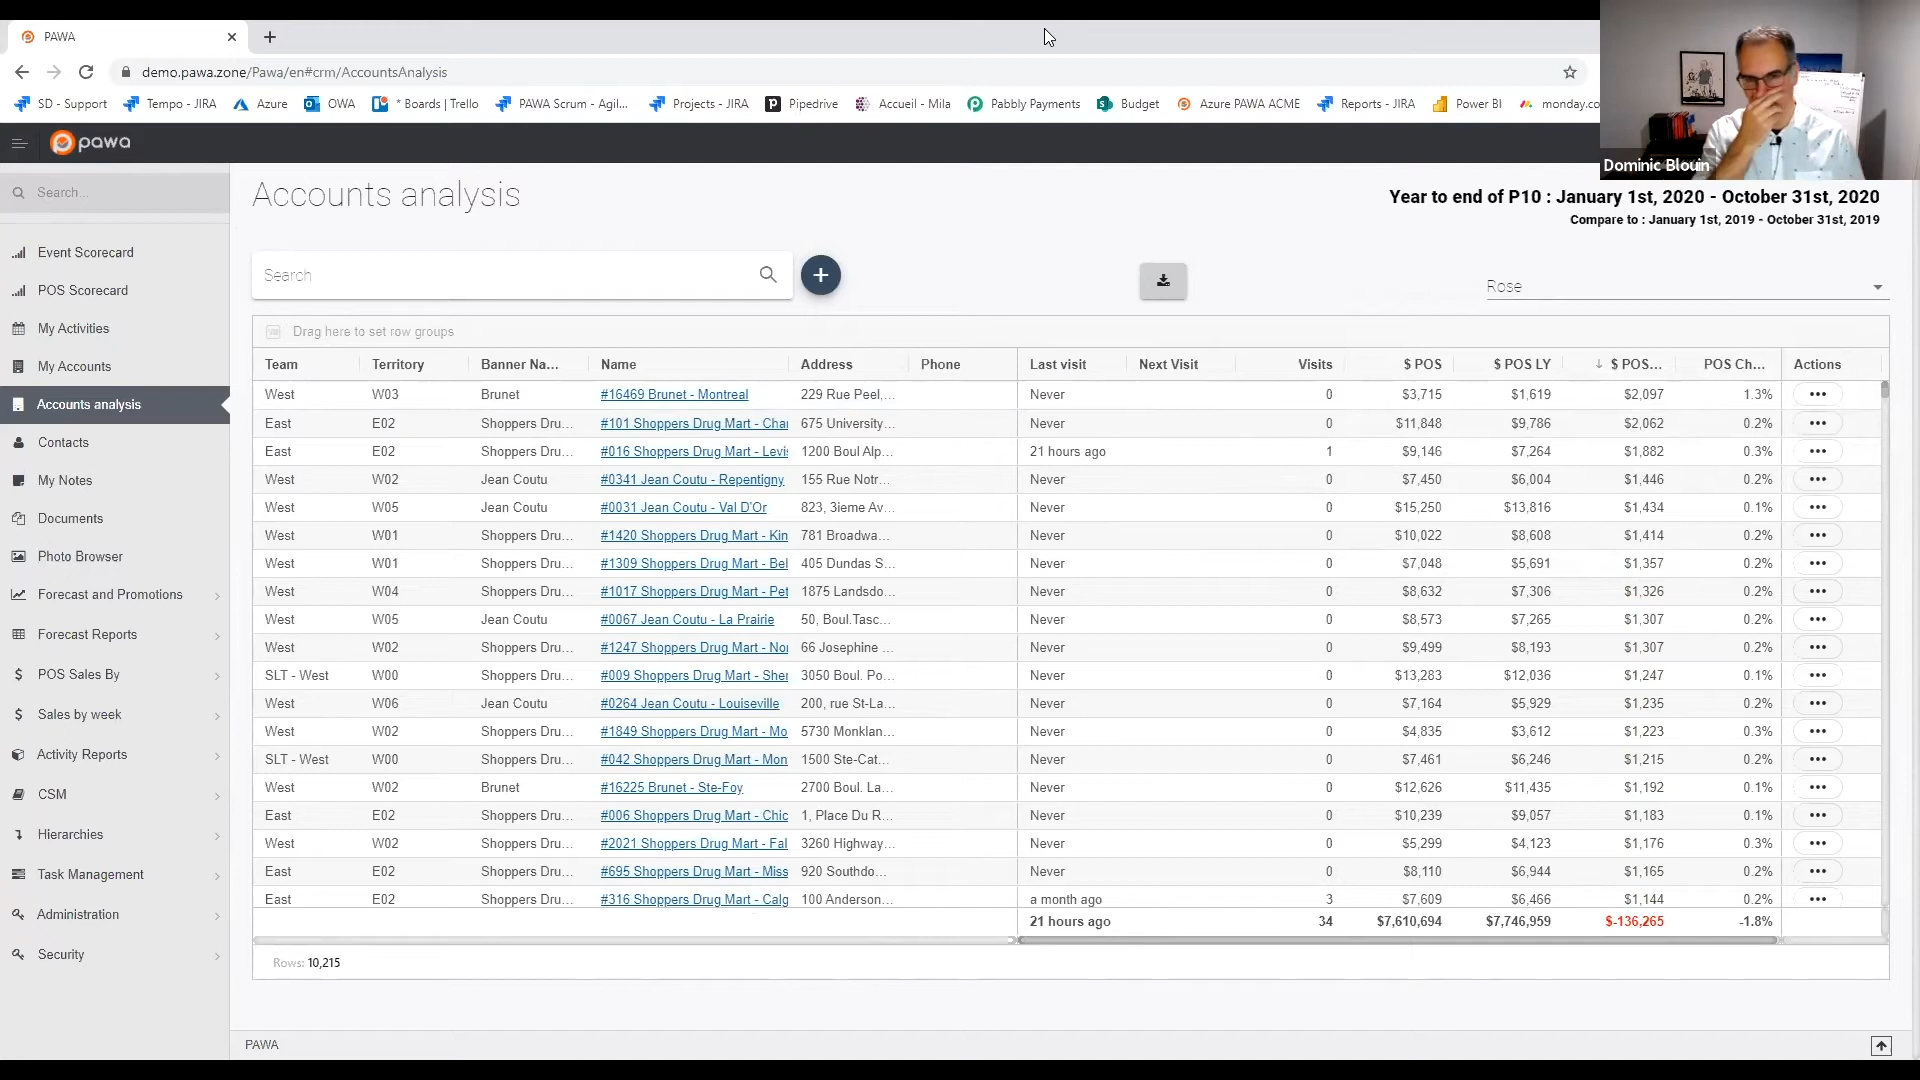 PAWA
demo.pawa.zone/Pawa/en#crm/AccountsAnalysis
SD - Support Tempo - JIRA Azure OWA * Boards | Trello PAWA Scrum - Agil... Projects - JIRA Pipedrive Accueil - Mila Pabbly Payments Budget Azure PAWA ACME Reports - JIRA Power BI monday.co
Dominic Blouin
pawa
Search...
Event Scorecard
POS Scorecard
My Activities
My Accounts
Accounts analysis
Contacts
My Notes
Documents
Photo Browser
Forecast and Promotions
Forecast Reports
POS Sales By
Sales by week
Activity Reports
CSM
Hierarchies
Task Management
Administration
Security
Accounts analysis
Year to end of P10 : January 1st, 2020 - October 31st, 2020
Compare to : January 1st, 2019 - October 31st, 2019
Search
Rose
Drag here to set row groups
Team Territory Banner Na... Name Address Phone Last visit Next Visit Visits $ POS $ POS LY $ POS... POS Ch... Actions
West W03 Brunet #16469 Brunet - Montreal 229 Rue Peel,... Never 0 $3,715 $1,619 $2,097 1.3%
East E02 Shoppers Dru... #101 Shoppers Drug Mart - Cha 675 University... Never 0 $11,848 $9,786 $2,062 0.2%
East E02 Shoppers Dru... #016 Shoppers Drug Mart - Levi 1200 Boul Alp... 21 hours ago 1 $9,146 $7,264 $1,882 0.3%
West W02 Jean Coutu #0341 Jean Coutu - Repentigny 155 Rue Notr... Never 0 $7,450 $6,004 $1,446 0.2%
West W05 Jean Coutu #0031 Jean Coutu - Val D'Or 823, 3ieme Av... Never 0 $15,250 $13,816 $1,434 0.1%
West W01 Shoppers Dru... #1420 Shoppers Drug Mart - Kin 781 Broadwa... Never 0 $10,022 $8,608 $1,414 0.2%
West W01 Shoppers Dru... #1309 Shoppers Drug Mart - Bel 405 Dundas S... Never 0 $7,048 $5,691 $1,357 0.2%
West W04 Shoppers Dru... #1017 Shoppers Drug Mart - Pet 1875 Landsdo... Never 0 $8,632 $7,306 $1,326 0.2%
West W05 Jean Coutu #0067 Jean Coutu - La Prairie 50, Boul.Tasc... Never 0 $8,573 $7,265 $1,307 0.2%
West W02 Shoppers Dru... #1247 Shoppers Drug Mart - Nor 66 Josephine ... Never 0 $9,499 $8,193 $1,307 0.2%
SLT - West W00 Shoppers Dru... #009 Shoppers Drug Mart - Sher 3050 Boul. Po... Never 0 $13,283 $12,036 $1,247 0.1%
West W06 Jean Coutu #0264 Jean Coutu - Louiseville 200, rue St-La... Never 0 $7,164 $5,929 $1,235 0.2%
West W02 Shoppers Dru... #1849 Shoppers Drug Mart - Mo 5730 Monklan... Never 0 $4,835 $3,612 $1,223 0.3%
SLT - West W00 Shoppers Dru... #042 Shoppers Drug Mart - Mon 1500 Ste-Cat... Never 0 $7,461 $6,246 $1,215 0.2%
West W02 Brunet #16225 Brunet - Ste-Foy 2700 Boul. La... Never 0 $12,626 $11,435 $1,192 0.1%
East E02 Shoppers Dru... #006 Shoppers Drug Mart - Chic 1, Place Du R... Never 0 $10,239 $9,057 $1,183 0.1%
West W02 Shoppers Dru... #2021 Shoppers Drug Mart - Fal 3260 Highway... Never 0 $5,299 $4,123 $1,176 0.3%
East E02 Shoppers Dru... #695 Shoppers Drug Mart - Miss 920 Southdo... Never 0 $8,110 $6,944 $1,165 0.2%
East E02 Shoppers Dru... #316 Shoppers Drug Mart - Calg 100 Anderson... a month ago 3 $7,609 $6,466 $1,144 0.2%
21 hours ago 34 $7,610,694 $7,746,959 $-136,265 -1.8%
Rows: 10,215
PAWA